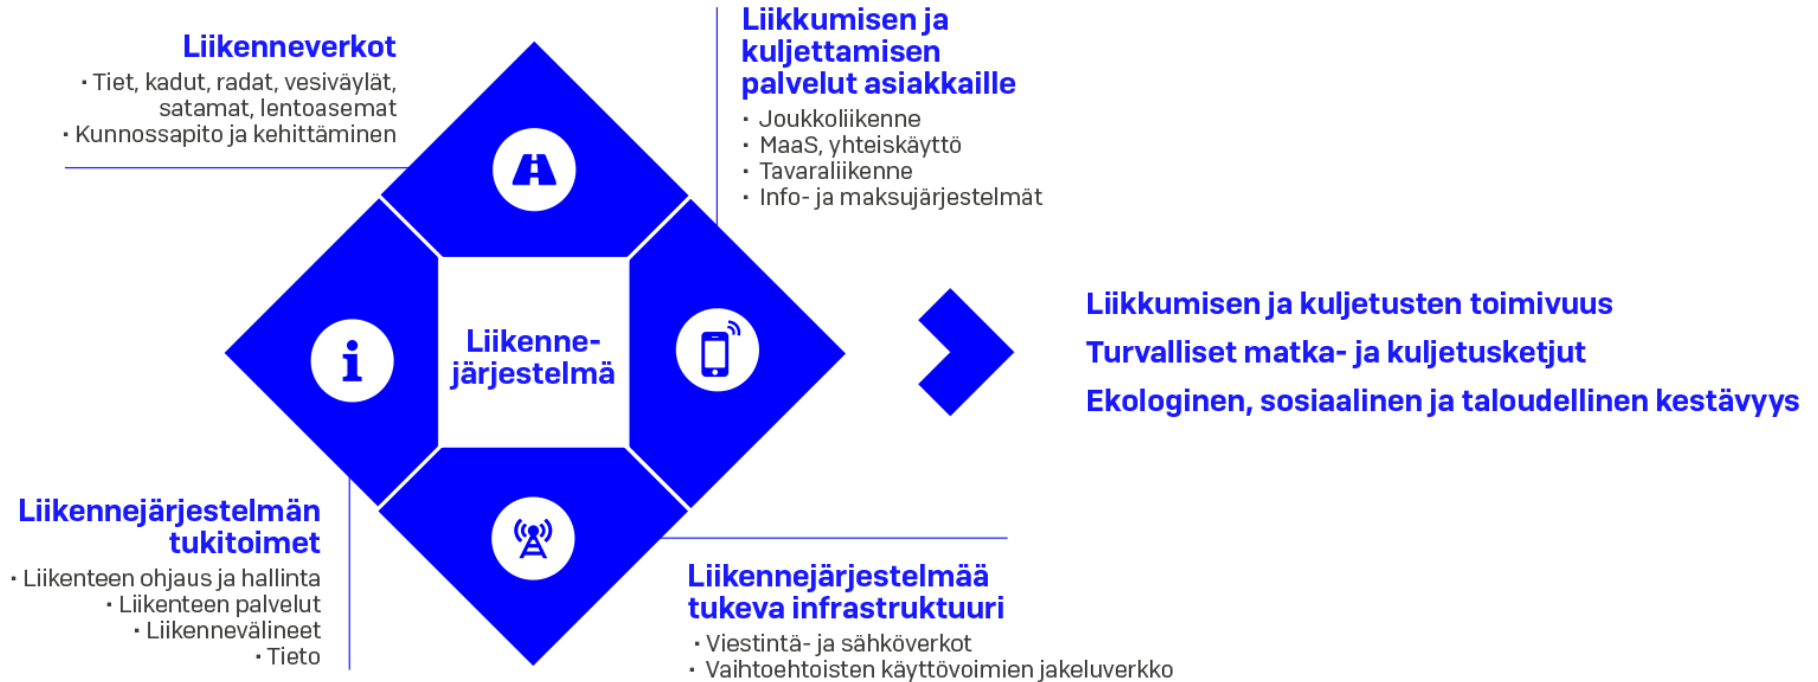 Liikenneverkot
· Tiet, kadut, radat, vesiväylät,
satamat, lentoasemat
· Kunnossapito ja kehittäminen
Liikkumisen ja
kuljettamisen
palvelut asiakkaille
· Joukkoliikenne
· MaaS, yhteiskäyttö
· Tavaraliikenne
· Info- ja maksujärjestelmät
Liikenne-
järjestelmä
Liikkumisen ja kuljetusten toimivuus
Turvalliset matka- ja kuljetusketjut
Ekologinen, sosiaalinen ja taloudellinen kestävyys
Liikennejärjestelmän
tukitoimet
· Liikenteen ohjaus ja hallinta
· Liikenteen palvelut
· Liikennevälineet
· Tieto
Liikennejärjestelmää
tukeva infrastruktuuri
· Viestintä- ja sähköverkot
· Vaihtoehtoisten käyttövoimien jakeluverkko